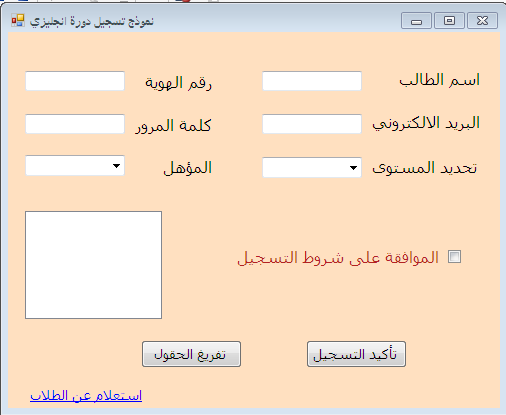 نموذج تسجيل دورة انجليزي
اسم الطالب
رقم الهوية
البريد الالكتروني
كلمة المرور
تحديد المستوى
المؤهل
الموافقة على شروط التسجيل
تأكيد التسجيل
تفريغ الحقول
استعلام عن الطلاب